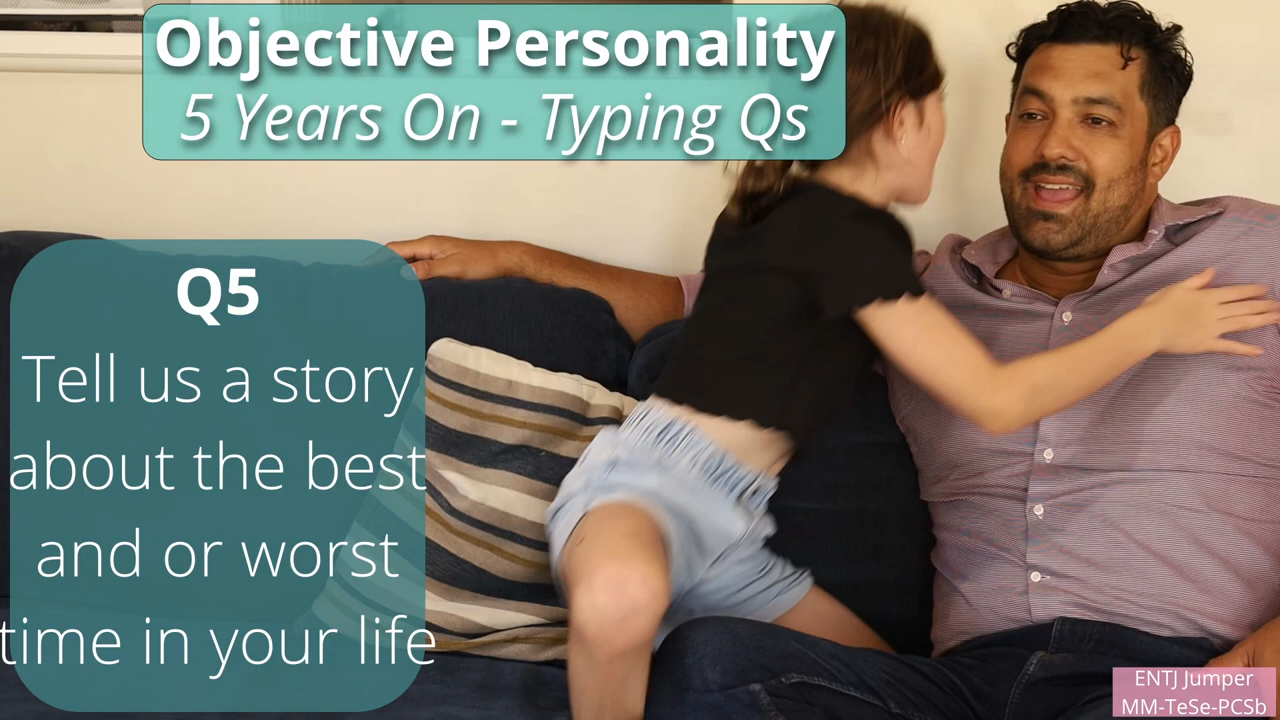 Objective Personality
5 Years On - Typing Qs
Q5
Tell us a story
about the best
and or worst
time in your life
ENTJ Jumper
MM-TeSe-PCSb